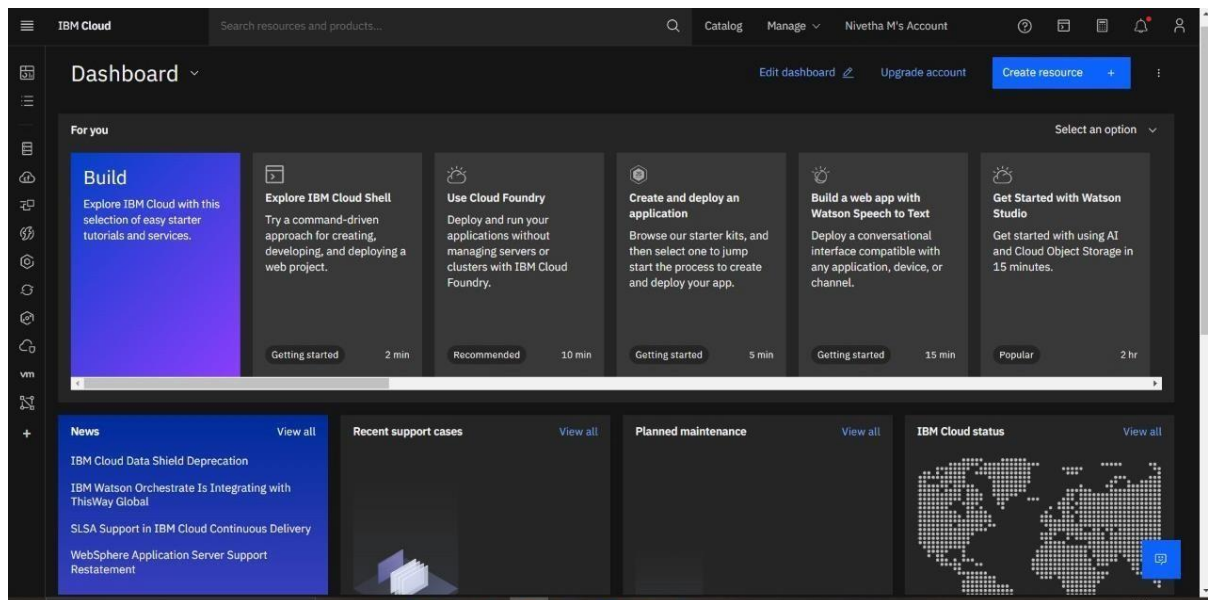 IBM Cloud
Search resources and products...
Catalog
Manage
Nivetha M's Account
Dashboard
Edit dashboard
Upgrade account
Create resource +
For you
Select an option
Build
Explore IBM Cloud with this
selection of easy starter
tutorials and services.
Explore IBM Cloud Shell
Try a command-driven
approach for creating,
developing, and deploying a
web project.
Getting started
2 min
Use Cloud Foundry
Deploy and run your
applications without
managing servers or
clusters with IBM Cloud
Foundry.
Recommended
10 min
Create and deploy an
application
Browse our starter kits, and
then select one to jump
start the process to create
and deploy your app.
Getting started
5 min
Build a web app with
Watson Speech to Text
Deploy a conversational
interface compatible with
any application, device, or
channel.
Getting started
15 min
Get Started with Watson
Studio
Get started with using AI
and Cloud Object Storage in
15 minutes.
Popular
2 hr
vm
News
View all
IBM Cloud Data Shield Deprecation
IBM Watson Orchestrate Is Integrating with
ThisWay Global
SLSA Support in IBM Cloud Continuous Delivery
WebSphere Application Server Support
Restatement
Recent support cases
View all
Planned maintenance
View all
IBM Cloud status
View all